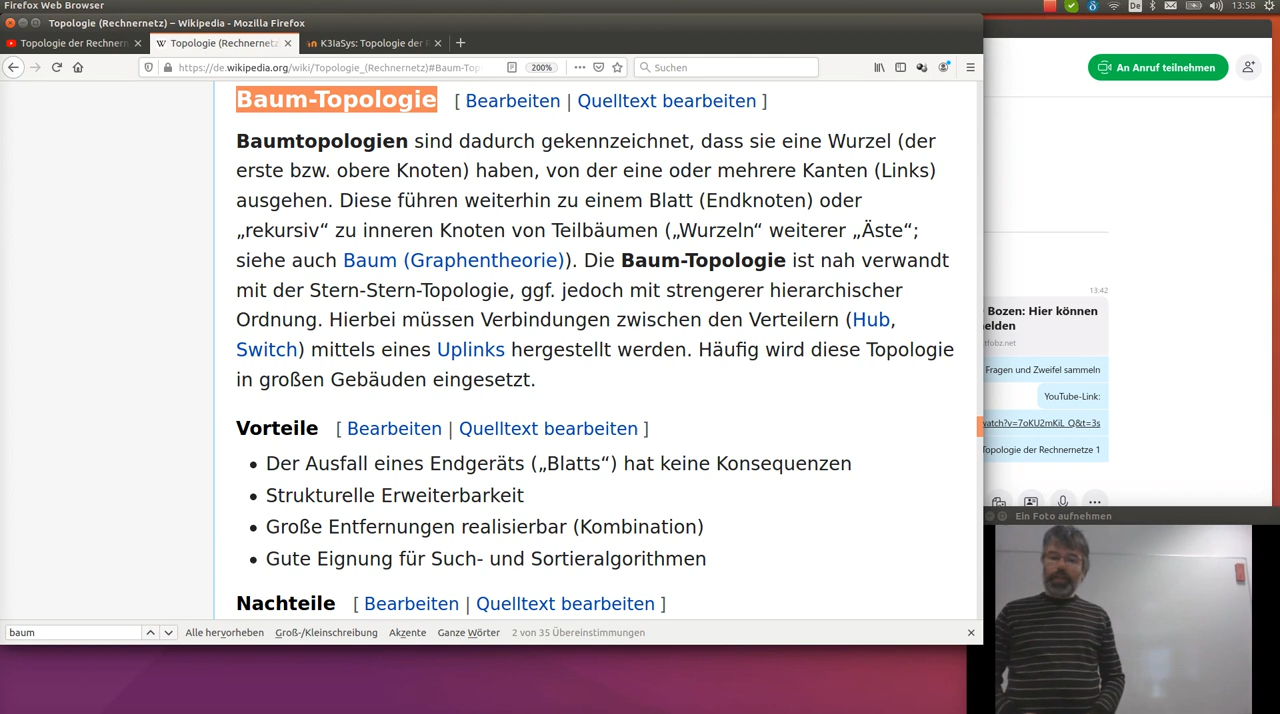 Firefox Web Browser
De
13:58
Topologie (Rechnernetz) – Wikipedia - Mozilla Firefox
Topologie der Rechnern
Topologie (Rechnernetz
K3IaSys: Topologie der R
https://de.wikipedia.org/wiki/Topologie_(Rechnernetz)#Baum-Top
200%
Suchen
An Anruf teilnehmen
Baum-Topologie [ Bearbeiten | Quelltext bearbeiten ]
Baumtopologien sind dadurch gekennzeichnet, dass sie eine Wurzel (der
erste bzw. obere Knoten) haben, von der eine oder mehrere Kanten (Links)
ausgehen. Diese führen weiterhin zu einem Blatt (Endknoten) oder
„rekursiv“ zu inneren Knoten von Teilbäumen („Wurzeln“ weiterer „Äste“;
siehe auch Baum (Graphentheorie)). Die Baum-Topologie ist nah verwandt
mit der Stern-Stern-Topologie, ggf. jedoch mit strengerer hierarchischer
Ordnung. Hierbei müssen Verbindungen zwischen den Verteilern (Hub,
Switch) mittels eines Uplinks hergestellt werden. Häufig wird diese Topologie
in großen Gebäuden eingesetzt.
Vorteile [ Bearbeiten | Quelltext bearbeiten ]
• Der Ausfall eines Endgeräts („Blatts“) hat keine Konsequenzen
• Strukturelle Erweiterbarkeit
• Große Entfernungen realisierbar (Kombination)
• Gute Eignung für Such- und Sortieralgorithmen
Nachteile [ Bearbeiten | Quelltext bearbeiten ]
baum
Alle hervorheben
Groß-/Kleinschreibung
Akzente
Ganze Wörter
2 von 35 Übereinstimmungen
13:42
Bozen: Hier können
elden
tfobz.net
Fragen und Zweifel sammeln
YouTube-Link:
watch?v=7oKU2mKiL_Q&t=3s
Topologie der Rechnernetze 1
Ein Foto aufnehmen